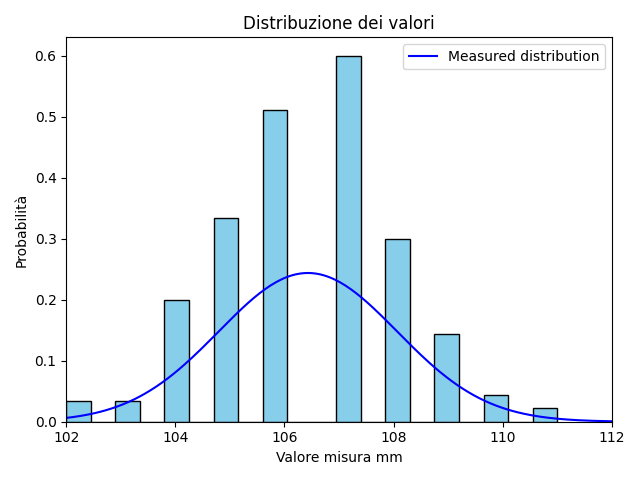 Distribuzione dei valori
Measured distribution
0.6
0.5
0.4
0.3
0.2
0.1
0.0
Probabilità
102 104 106 108 110 112
Valore misura mm